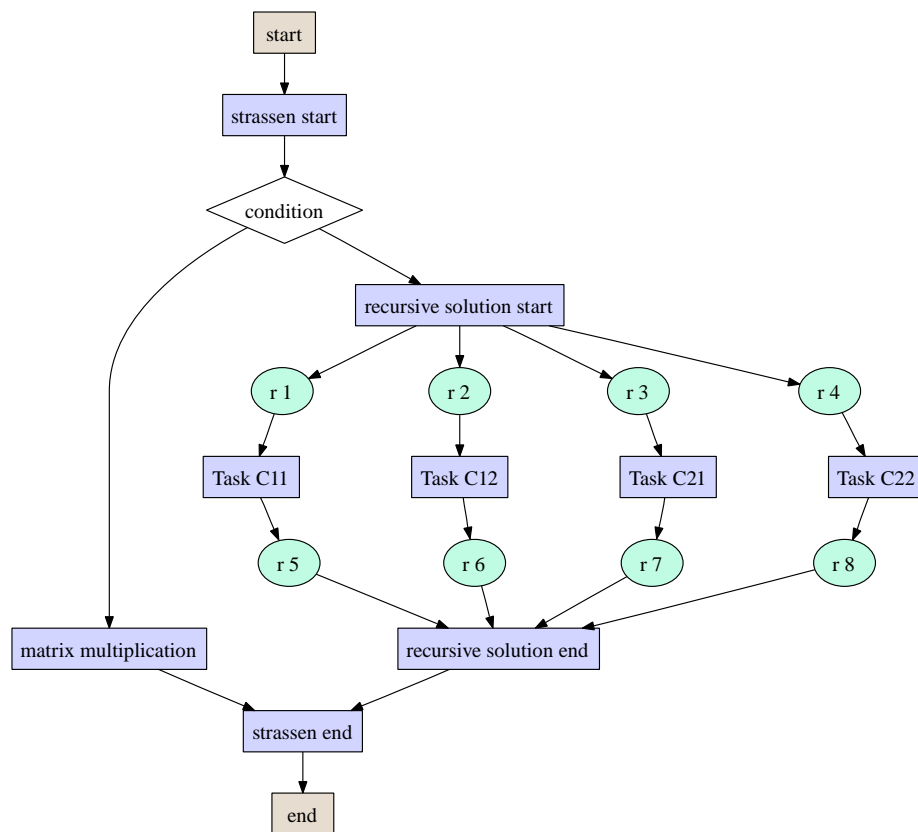 start
strassen start
condition
recursive solution start
r 1
r 2
r 3
r 4
Task C11
Task C12
Task C21
Task C22
r 5
r 6
r 7
r 8
matrix multiplication
recursive solution end
strassen end
end